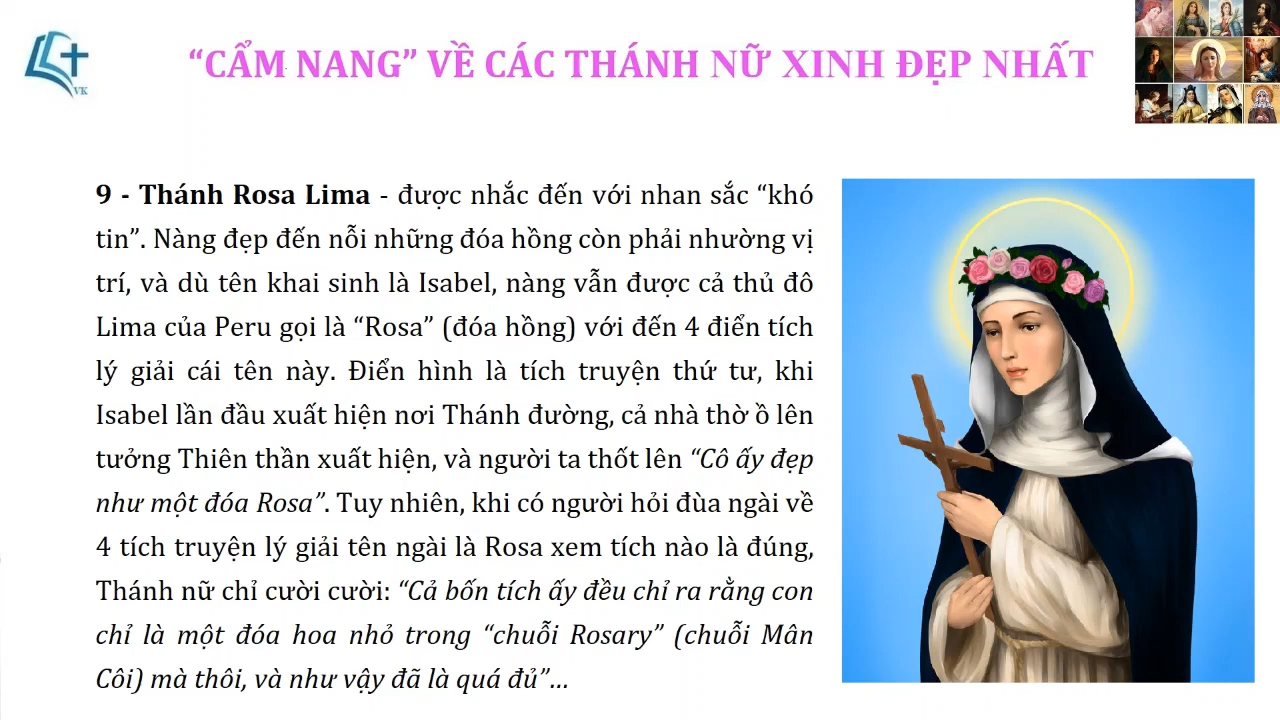 VK
“CẨM NANG” VỀ CÁC THÁNH NỮ XINH ĐẸP NHẤT
9 - Thánh Rosa Lima - được nhắc đến với nhan sắc “khó
tin”. Nàng đẹp đến nỗi những đóa hồng còn phải nhường vị
trí, và dù tên khai sinh là Isabel, nàng vẫn được cả thủ đô
Lima của Peru gọi là “Rosa” (đóa hồng) với đến 4 điển tích
lý giải cái tên này. Điển hình là tích truyện thứ tư, khi
Isabel lần đầu xuất hiện nơi Thánh đường, cả nhà thờ ồ lên
tưởng Thiên thần xuất hiện, và người ta thốt lên “Cô ấy đẹp
như một đóa Rosa”. Tuy nhiên, khi có người hỏi đùa ngài về
4 tích truyện lý giải tên ngài là Rosa xem tích nào là đúng,
Thánh nữ chỉ cười cười: “Cả bốn tích ấy đều chỉ ra rằng con
chỉ là một đóa hoa nhỏ trong “chuỗi Rosary” (chuỗi Mân
Côi) mà thôi, và như vậy đã là quá đủ”...